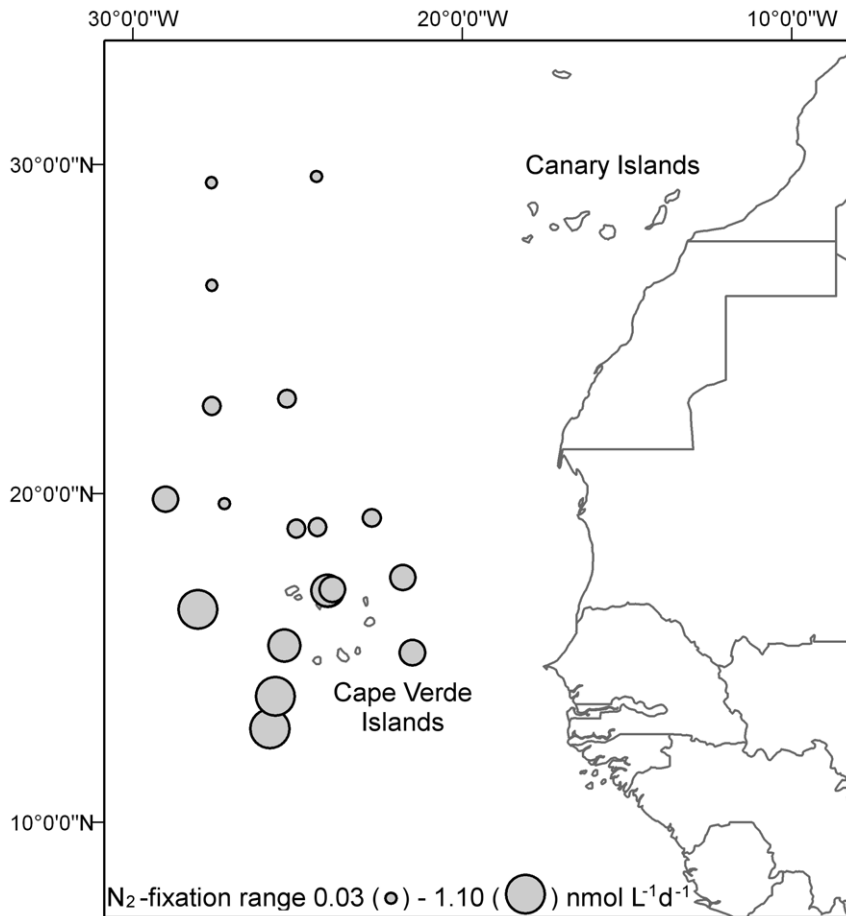 30°0'0"W 20°0'0"W 10°0'0"W
30°0'0"N
Canary Islands
20°0'0"N
Cape Verde
Islands
10°0'0"N
N₂-fixation range 0.03 ( ) - 1.10 ( ) nmol L⁻¹d⁻¹